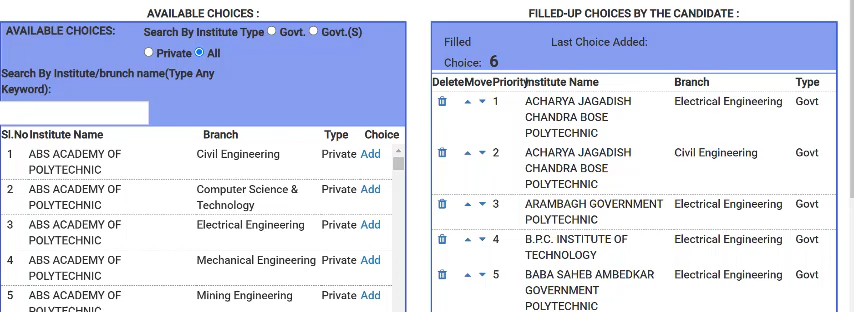 AVAILABLE CHOICES :
AVAILABLE CHOICES: Search By Institute Type Govt. Govt.(S)
Private All
Search By Institute/brunch name(Type Any
Keyword):
Sl.No Institute Name Branch Type Choice
1 ABS ACADEMY OF Civil Engineering Private Add
POLYTECHNIC
2 ABS ACADEMY OF Computer Science & Private Add
POLYTECHNIC Technology
3 ABS ACADEMY OF Electrical Engineering Private Add
POLYTECHNIC
4 ABS ACADEMY OF Mechanical Engineering Private Add
POLYTECHNIC
5 ABS ACADEMY OF Mining Engineering Private Add
POLYTECHNIC
FILLED-UP CHOICES BY THE CANDIDATE :
Filled Last Choice Added:
Choice: 6
Delete Move Priority Institute Name Branch Type
1 ACHARYA JAGADISH Electrical Engineering Govt
CHANDRA BOSE
POLYTECHNIC
2 ACHARYA JAGADISH Civil Engineering Govt
CHANDRA BOSE
POLYTECHNIC
3 ARAMBAGH GOVERNMENT Electrical Engineering Govt
POLYTECHNIC
4 B.P.C. INSTITUTE OF Electrical Engineering Govt
TECHNOLOGY
5 BABA SAHEB AMBEDKAR Electrical Engineering Govt
GOVERNMENT
POLYTECHNIC